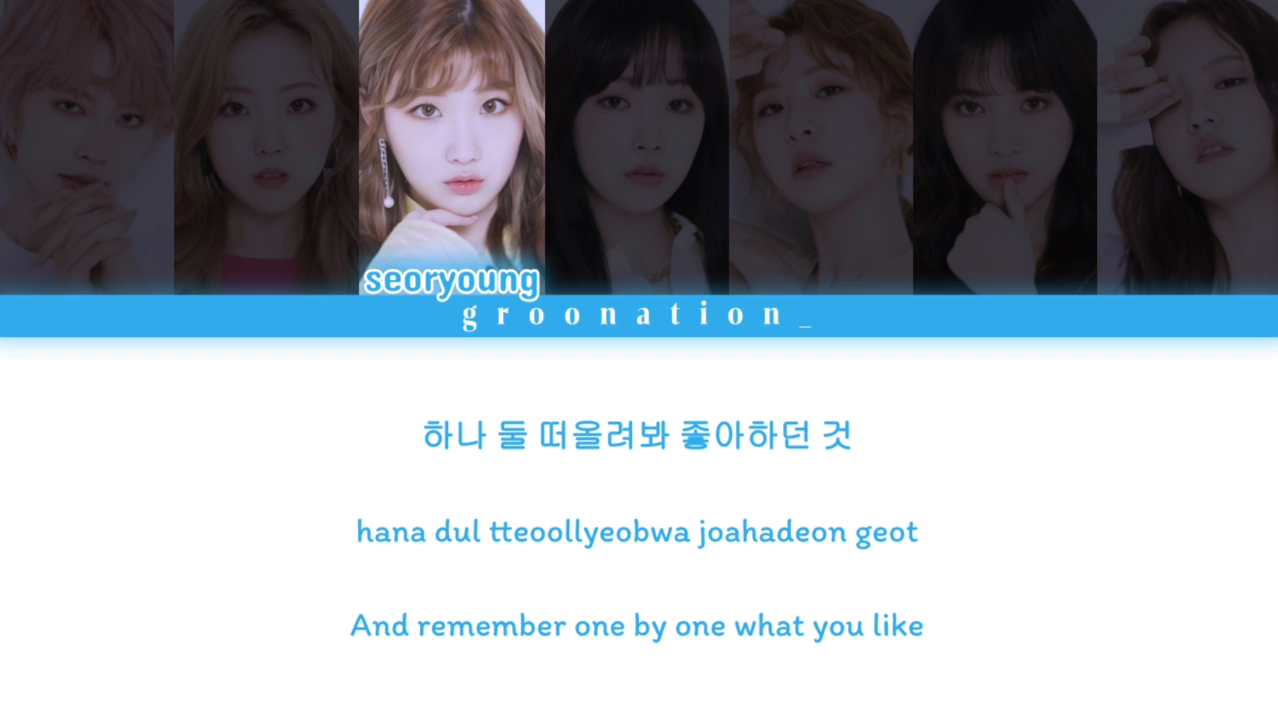 seoryoung
groonation_
하나 둘 떠올려봐 좋아하던 것
hana dul tteoollyeobwa joahadeon geot
And remember one by one what you like